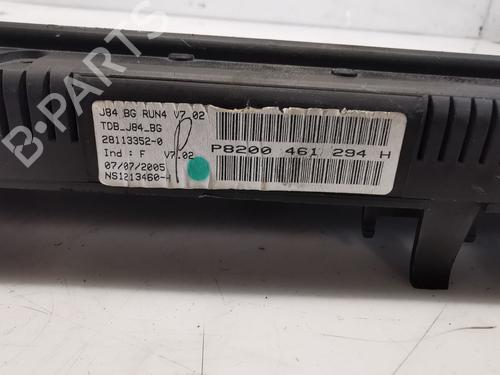 J84 BG RUN4 V7.02
TDB_J84_BG
28113352-0
Ind : F V7.02
07/07/2005
NS1213460-H
P8200 461 294 H
B PARTS